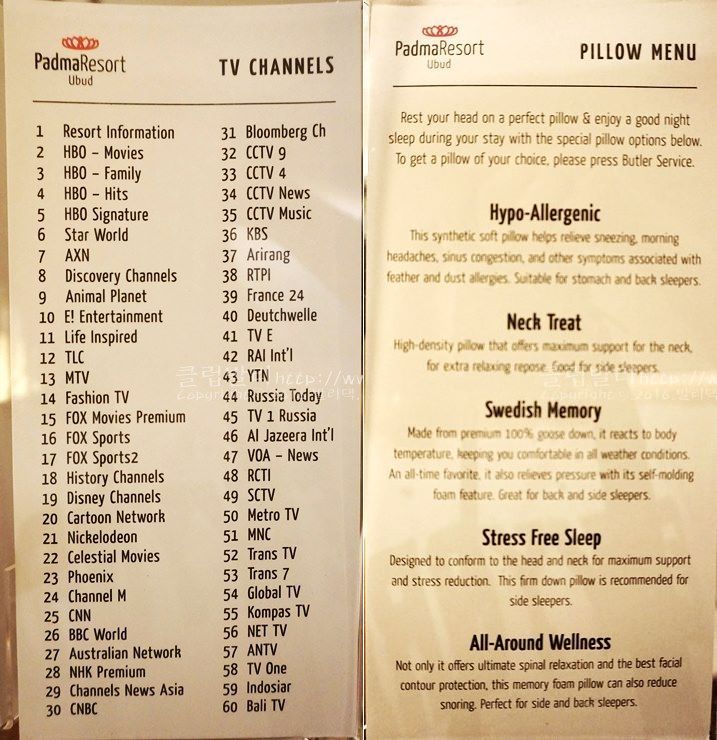 PadmaResort
Ubud
TV CHANNELS
1 Resort Information
2 HBO – Movies
3 HBO – Family
4 HBO – Hits
5 HBO Signature
6 Star World
7 AXN
8 Discovery Channels
9 Animal Planet
10 E! Entertainment
11 Life Inspired
12 TLC
13 MTV
14 Fashion TV
15 FOX Movies Premium
16 FOX Sports
17 FOX Sports2
18 History Channels
19 Disney Channels
20 Cartoon Network
21 Nickelodeon
22 Celestial Movies
23 Phoenix
24 Channel M
25 CNN
26 BBC World
27 Australian Network
28 NHK Premium
29 Channels News Asia
30 CNBC
31 Bloomberg Ch
32 CCTV 9
33 CCTV 4
34 CCTV News
35 CCTV Music
36 KBS
37 Arirang
38 RTPI
39 France 24
40 Deutchwelle
41 TV E
42 RAI Int'l
43 YTN
44 Russia Today
45 TV 1 Russia
46 Al Jazeera Int'l
47 VOA – News
48 RCTI
49 SCTV
50 Metro TV
51 MNC
52 Trans TV
53 Trans 7
54 Global TV
55 Kompas TV
56 NET TV
57 ANTV
58 TV One
59 Indosiar
60 Bali TV
PadmaResort
Ubud
PILLOW MENU
Rest your head on a perfect pillow & enjoy a good night
sleep during your stay with the special pillow options below.
To get a pillow of your choice, please press Butler Service.
Hypo-Allergenic
This synthetic soft pillow helps relieve sneezing, morning
headaches, sinus congestion, and other symptoms associated with
feather and dust allergies. Suitable for stomach and back sleepers.
Neck Treat
High-density pillow that offers maximum support for the neck,
for extra relaxing repose. Good for side sleepers.
Swedish Memory
Made from premium 100% goose down, it reacts to body
temperature, keeping you comfortable in all weather conditions.
An all-time favorite, it also relieves pressure with its self-molding
foam feature. Great for back and side sleepers.
Stress Free Sleep
Designed to conform to the head and neck for maximum support
and stress reduction. This firm down pillow is recommended for
side sleepers.
All-Around Wellness
Not only it offers ultimate spinal relaxation and the best facial
contour protection, this memory foam pillow can also reduce
snoring. Perfect for side and back sleepers.